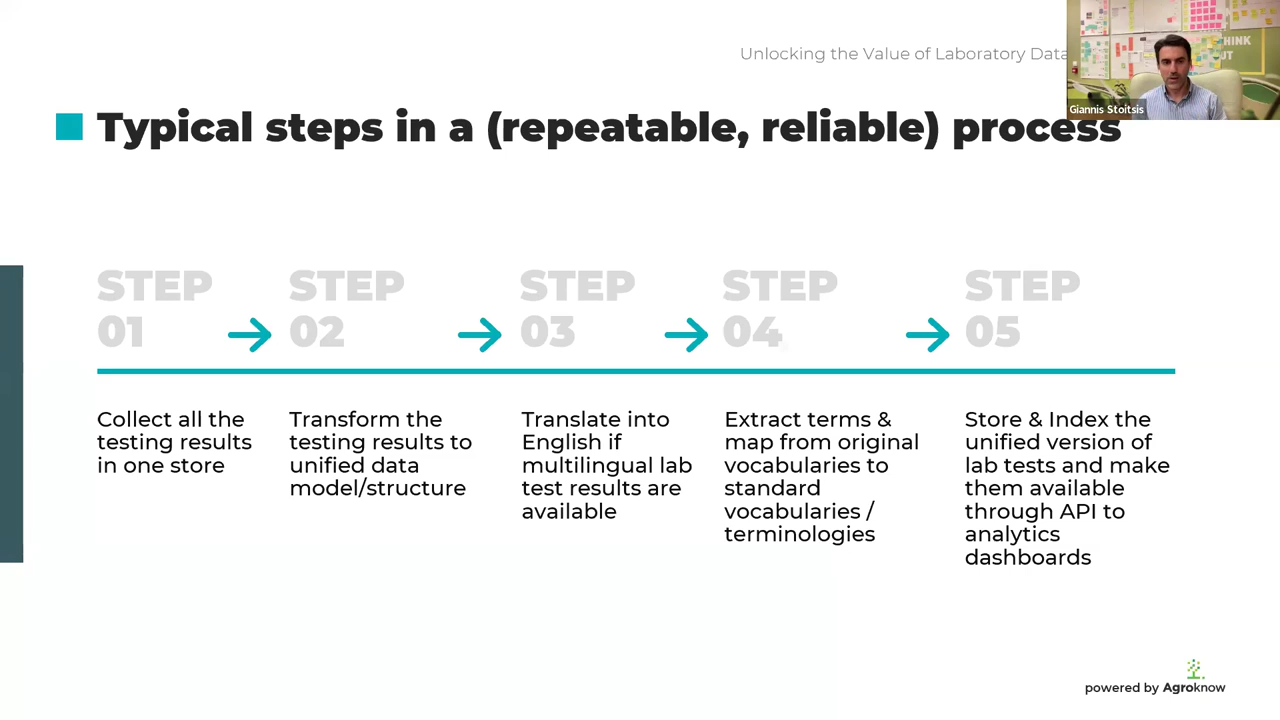 Unlocking the Value of Laboratory Data
THINK
Giannis Stoitsis
Typical steps in a (repeatable, reliable) process
STEP
01
STEP
02
STEP
03
STEP
04
STEP
05
Collect all the
testing results
in one store
Transform the
testing results to
unified data
model/structure
Translate into
English if
multilingual lab
test results are
available
Extract terms &
map from original
vocabularies to
standard
vocabularies /
terminologies
Store & Index the
unified version of
lab tests and make
them available
through API to
analytics
dashboards
powered by Agroknow